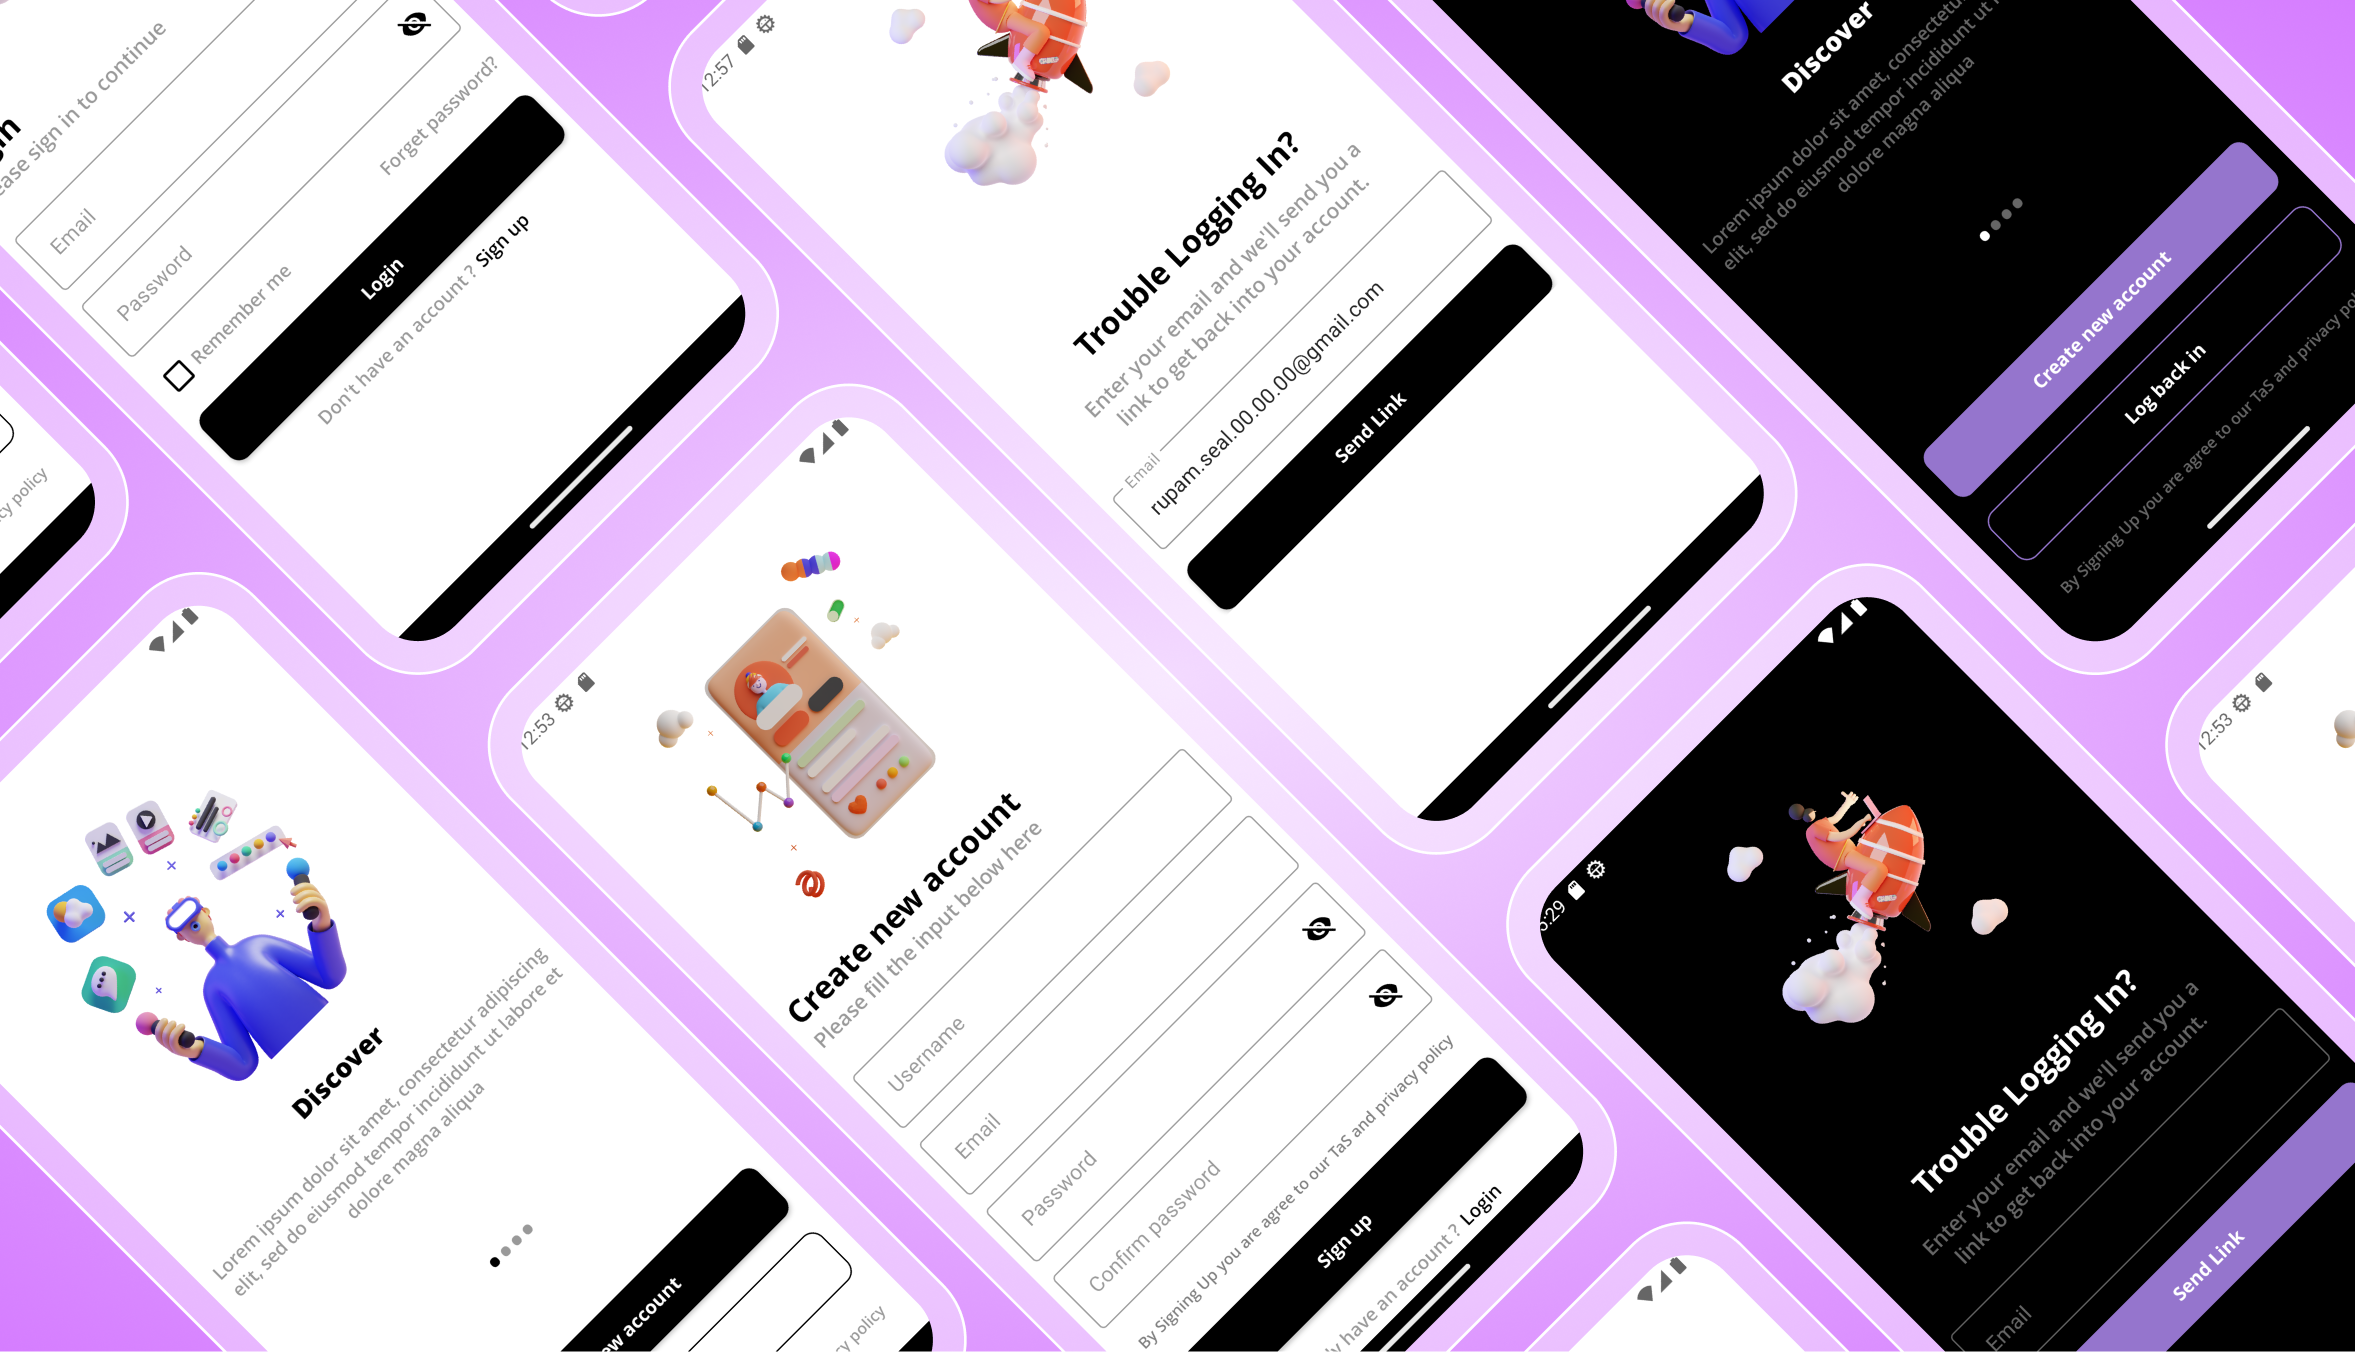 ease sign in to continue
Email
Password
Forget password?
Remember me
Login
Don't have an account ? Sign up
cy policy
12:57
Trouble Logging In?
Enter your email and we'll send you a
link to get back into your account.
Email
rupam.seal.00.00.00@gmail.com
Send Link
Discover
Lorem ipsum dolor sit amet, consectetu
elit, sed do eiusmod tempor incididunt ut
dolore magna aliqua
Create new account
Log back in
By Signing Up you are agree to our TaS and privacy pol
Discover
Lorem ipsum dolor sit amet, consectetur adipiscing
elit, sed do eiusmod tempor incididunt ut labore et
dolore magna aliqua
ew account
cy policy
12:53
Create new account
Please fill the input below here
Username
Email
Password
Confirm password
By Signing Up you are agree to our TaS and privacy policy
Sign up
y have an account ? Login
:29
Trouble Logging In?
Enter your email and we'll send you a
link to get back into your account.
Email
Send Link
12:53